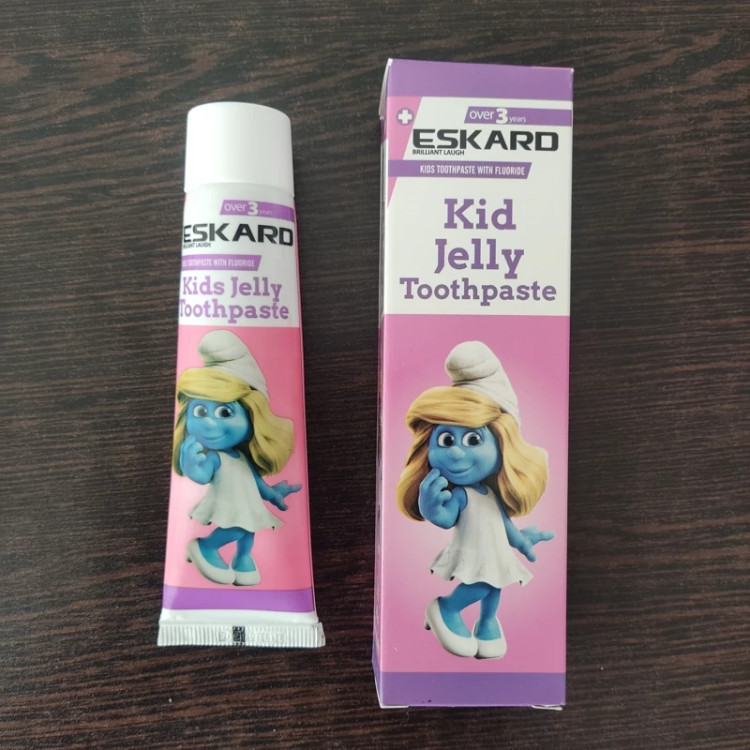 over 3 years
ESKARD
BRILLIANT LAUGH
KIDS TOOTHPASTE WITH FLUORIDE
Kids Jelly
Toothpaste
over 3 years
ESKARD
BRILLIANT LAUGH
KIDS TOOTHPASTE WITH FLUORIDE
Kid
Jelly
Toothpaste